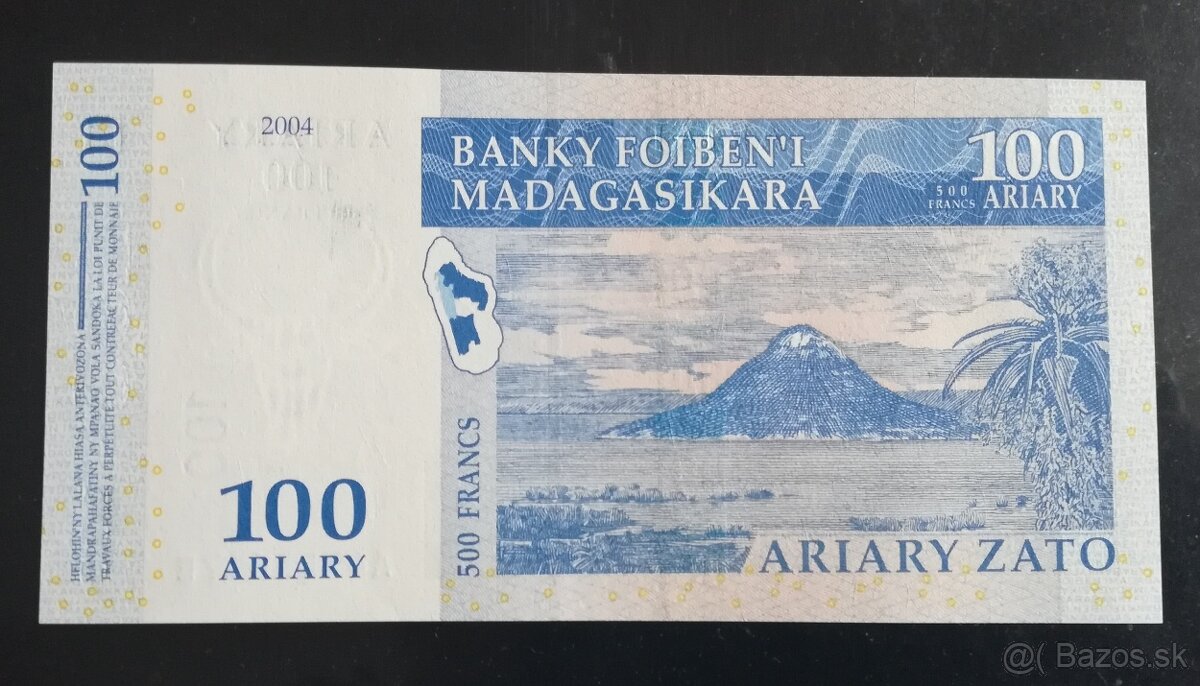 2004
BANKY FOIBEN'I
MADAGASIKARA
100
500
FRANCS
ARIARY
100
HELOHIN'NY LALANA HIASA ANTERIVOZONA
MANDRAPAHAFATINY NY MPANAO VOLA SANDOKA LA LOI PUNIT DE
TRAVAUX FORCES A PERPETUITE TOUT CONTREFACTEUR DE MONNAIE
100
ARIARY
500 FRANCS
ARIARY ZATO
@( Bazos.sk